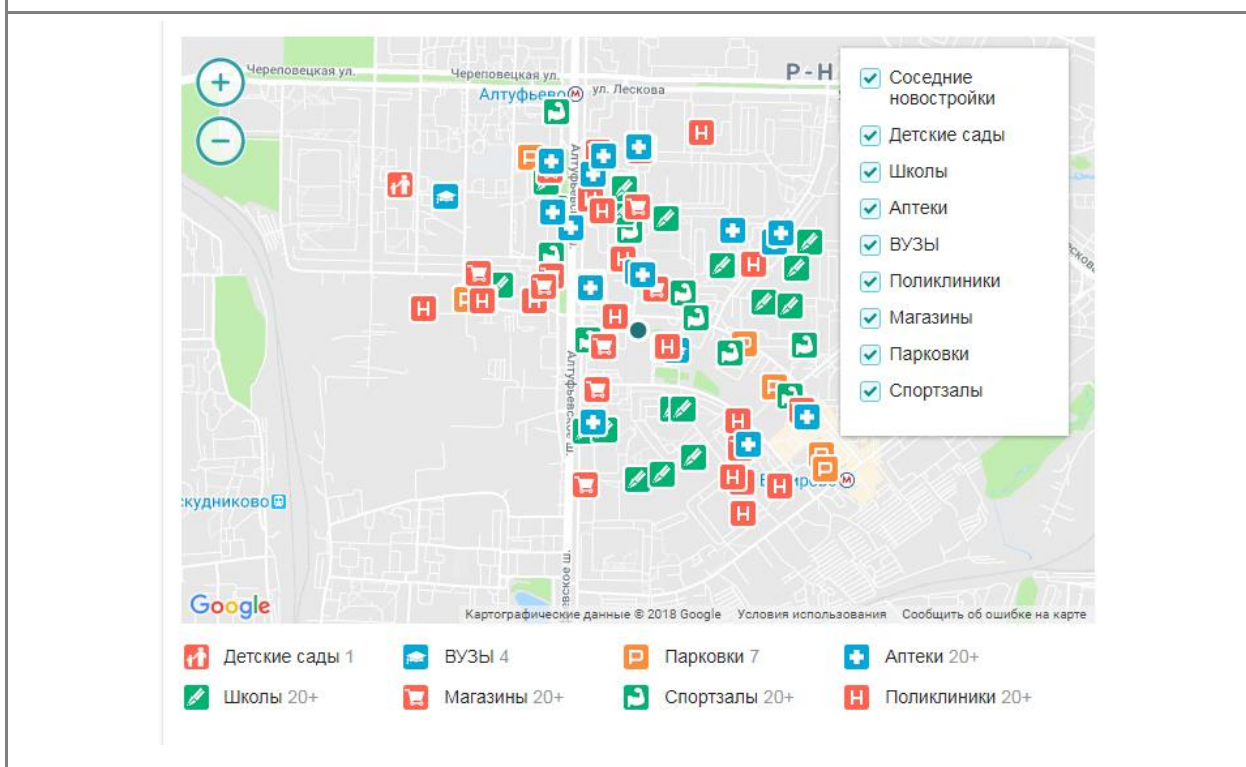 Череповецкая ул.
Череповецкая ул.
Алтуфьево
М
ул. Лескова
Р-Н
Соседние
новостройки
Детские сады
Школы
Аптеки
ВУЗЫ
Поликлиники
Магазины
Парковки
Спортзалы
Алтуфьевское ш.
скудниково
М
вское ш.
Google
Картографические данные © 2018 Google
Условия использования
Сообщить об ошибке на карте
Детские сады 1
ВУЗЫ 4
Парковки 7
Аптеки 20+
Школы 20+
Магазины 20+
Спортзалы 20+
Поликлиники 20+